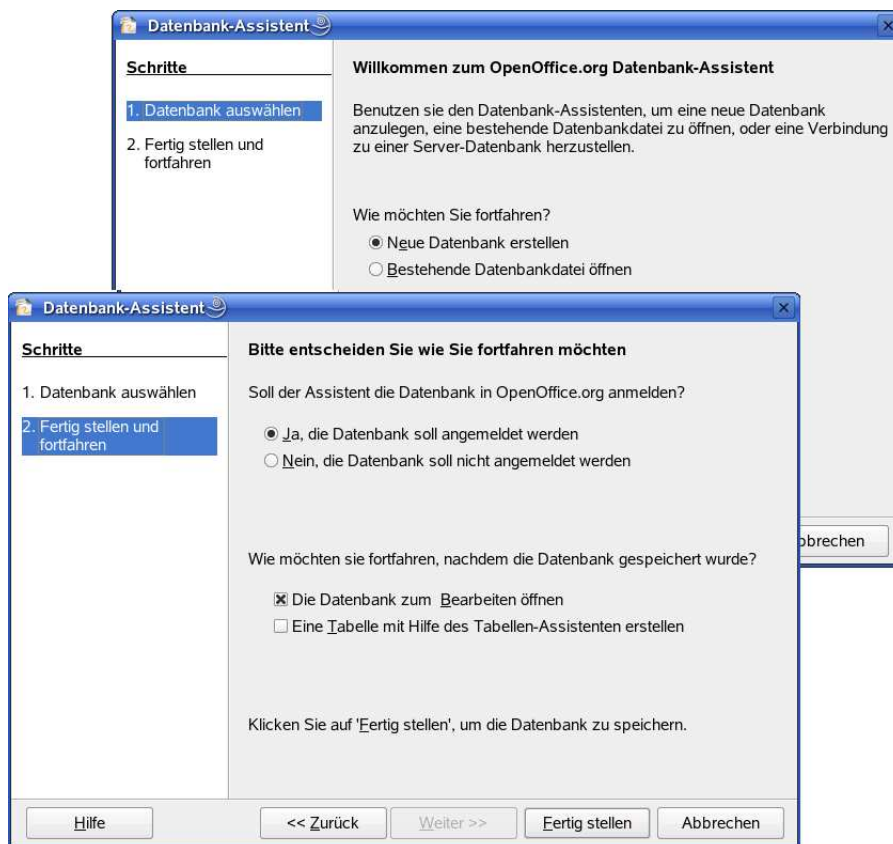 Datenbank-Assistent
Schritte
1. Datenbank auswählen
2. Fertig stellen und
fortfahren
Willkommen zum OpenOffice.org Datenbank-Assistent
Benutzen sie den Datenbank-Assistenten, um eine neue Datenbank
anzulegen, eine bestehende Datenbankdatei zu öffnen, oder eine Verbindung
zu einer Server-Datenbank herzustellen.
Wie möchten Sie fortfahren?
Neue Datenbank erstellen
Bestehende Datenbankdatei öffnen
bbrechen
Datenbank-Assistent
Schritte
1. Datenbank auswählen
2. Fertig stellen und
fortfahren
Bitte entscheiden Sie wie Sie fortfahren möchten
Soll der Assistent die Datenbank in OpenOffice.org anmelden?
Ja, die Datenbank soll angemeldet werden
Nein, die Datenbank soll nicht angemeldet werden
Wie möchten sie fortfahren, nachdem die Datenbank gespeichert wurde?
Die Datenbank zum Bearbeiten öffnen
Eine Tabelle mit Hilfe des Tabellen-Assistenten erstellen
Klicken Sie auf 'Fertig stellen', um die Datenbank zu speichern.
Hilfe
<< Zurück
Weiter >>
Fertig stellen
Abbrechen